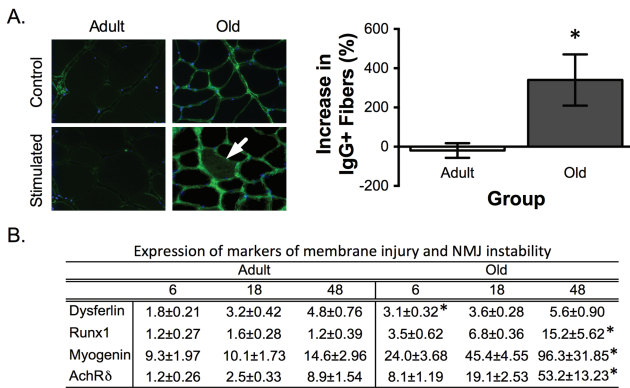 A.
Adult Old
Control
Stimulated
Increase in
IgG+ Fibers (%)
600
400
200
0
-200
*
Adult Old
Group
B.
Expression of markers of membrane injury and NMJ instability
Adult Old
6 18 48 6 18 48
Dysferlin 1.8±0.21 3.2±0.42 4.8±0.76 3.1±0.32* 3.6±0.28 5.6±0.90
Runx1 1.2±0.27 1.6±0.28 1.2±0.39 3.5±0.62 6.8±0.36 15.2±5.62*
Myogenin 9.3±1.97 10.1±1.73 14.6±2.96 24.0±3.68 45.4±4.55 96.3±31.85*
AchRδ 1.2±0.26 2.5±0.33 8.9±1.54 8.1±1.19 19.1±2.53 53.2±13.23*